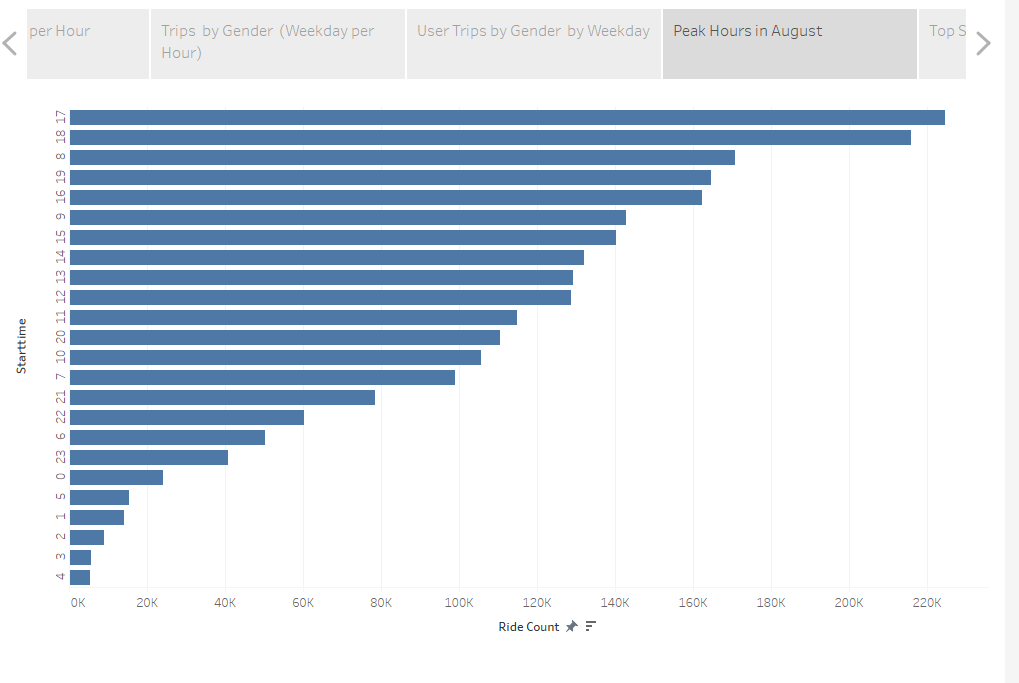 per Hour
Trips by Gender (Weekday per
Hour)
User Trips by Gender by Weekday
Peak Hours in August
Top S
17
18
8
19
16
9
15
14
13
12
11
20
10
7
21
22
6
23
0
5
1
2
3
4
Starttime
0K 20K 40K 60K 80K 100K 120K 140K 160K 180K 200K 220K
Ride Count